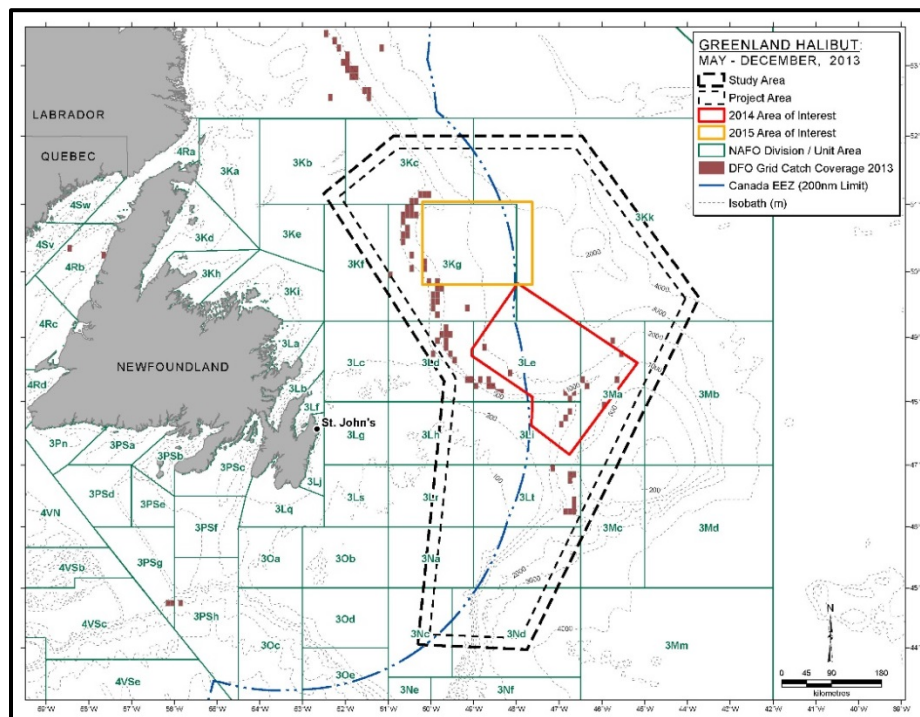 GREENLAND HALIBUT:
MAY - DECEMBER, 2013
Study Area
Project Area
2014 Area of Interest
2015 Area of Interest
NAFO Division / Unit Area
DFO Grid Catch Coverage 2013
Canada EEZ (200nm Limit)
Isobath (m)
LABRADOR
QUEBEC
NEWFOUNDLAND
St. John's
4Ra
3Ka
3Kb
3Kc
3Kk
4Sw
4Sv
4Rb
3Kd
3Ke
3Kf
3Kg
3Kh
3Ki
4Rc
3La
3Lc
3Ld
3Le
4Rd
3Lb
3Lf
3Ma
3Mb
3Pn
3PSa
3PSb
3PSc
3Lg
3Lh
3Li
3Lj
3PSd
3PSe
3PSf
3Lq
3Ls
3Lr
3Lt
3Mc
3Md
4VN
4VSb
3PSg
3Oa
3Ob
3Na
4VSc
3PSh
3Oc
3Od
3Nc
3Nd
3Mm
4VSe
3Oe
3Ne
3Nf
2000
4000
N
0 45 90 180
kilometres